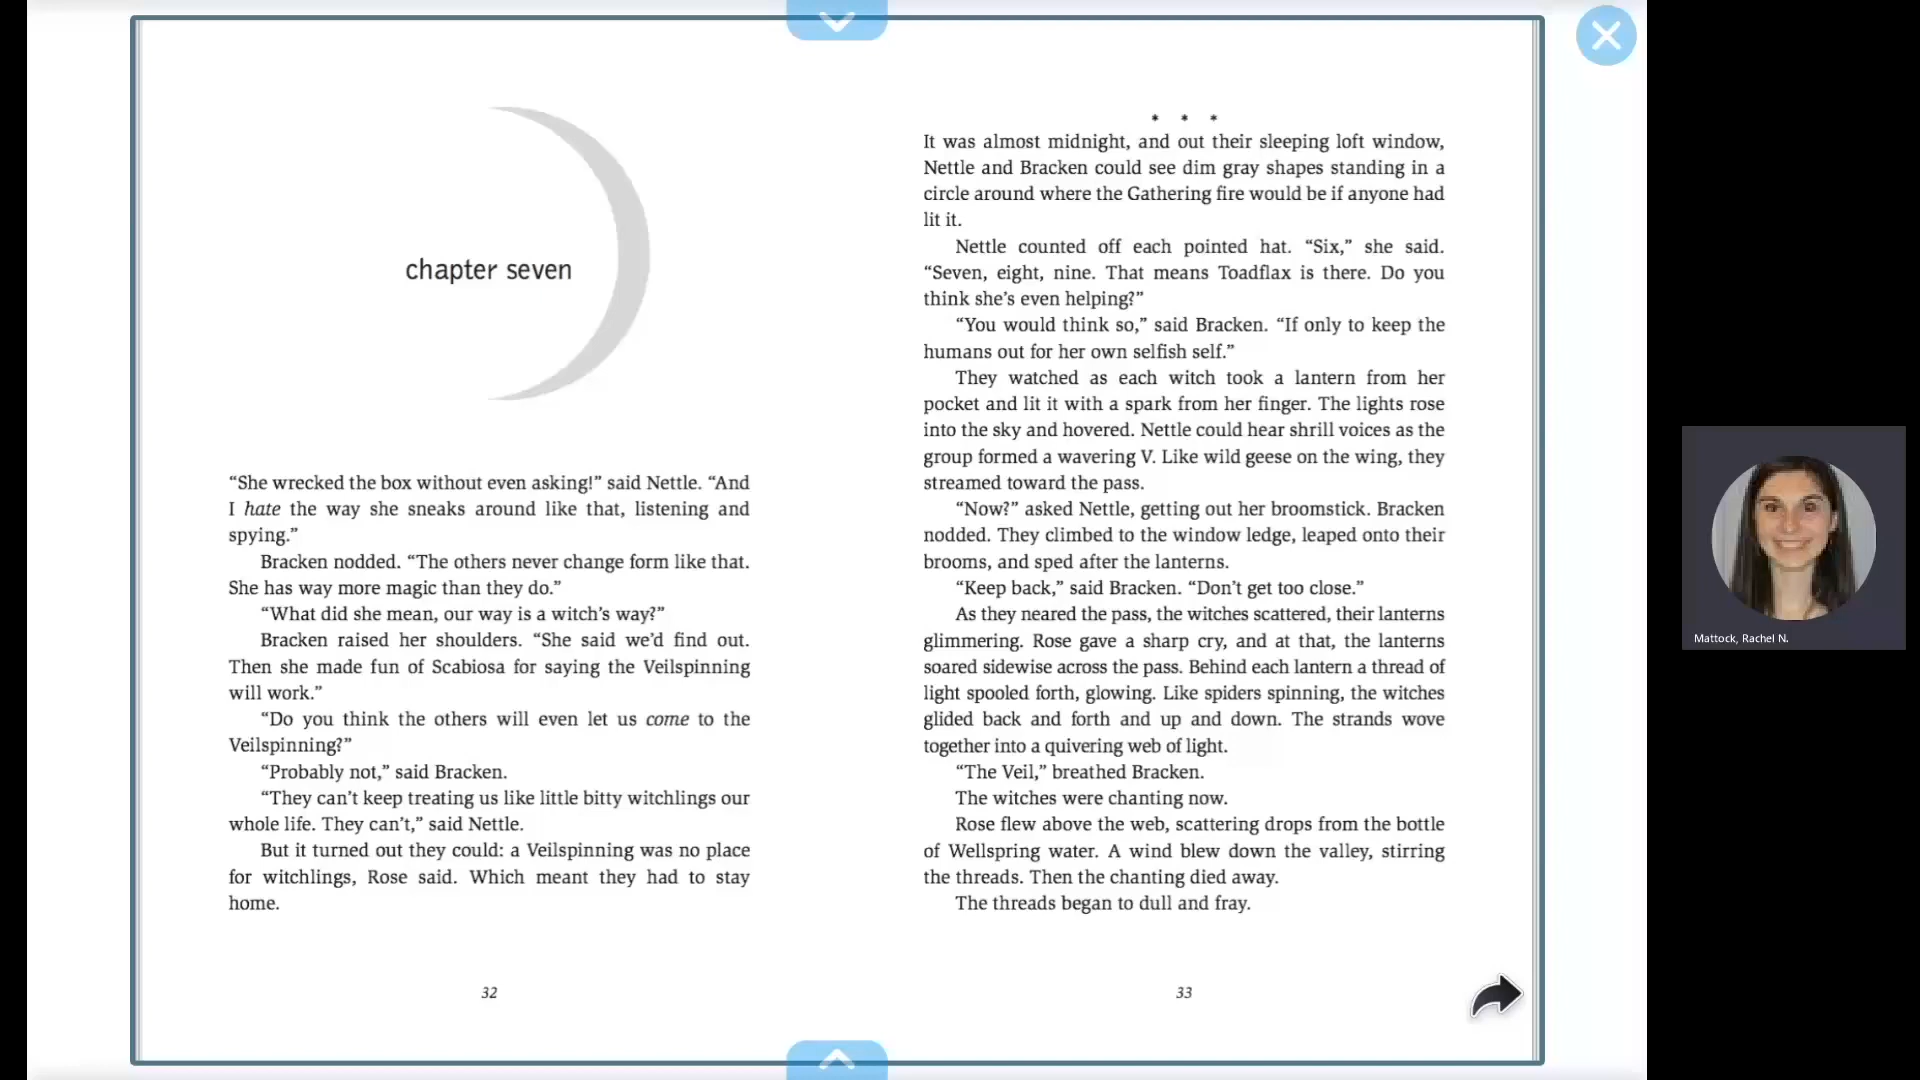 chapter seven
“She wrecked the box without even asking!” said Nettle. “And
I hate the way she sneaks around like that, listening and
spying.”
Bracken nodded. “The others never change form like that.
She has way more magic than they do.”
“What did she mean, our way is a witch’s way?”
Bracken raised her shoulders. “She said we’d find out.
Then she made fun of Scabiosa for saying the Veilspinning
will work.”
“Do you think the others will even let us come to the
Veilspinning?”
“Probably not,” said Bracken.
“They can’t keep treating us like little bitty witchlings our
whole life. They can’t,” said Nettle.
But it turned out they could: a Veilspinning was no place
for witchlings, Rose said. Which meant they had to stay
home.
32
* * *
It was almost midnight, and out their sleeping loft window,
Nettle and Bracken could see dim gray shapes standing in a
circle around where the Gathering fire would be if anyone had
lit it.
Nettle counted off each pointed hat. “Six,” she said.
“Seven, eight, nine. That means Toadflax is there. Do you
think she’s even helping?”
“You would think so,” said Bracken. “If only to keep the
humans out for her own selfish self.”
They watched as each witch took a lantern from her
pocket and lit it with a spark from her finger. The lights rose
into the sky and hovered. Nettle could hear shrill voices as the
group formed a wavering V. Like wild geese on the wing, they
streamed toward the pass.
“Now?” asked Nettle, getting out her broomstick. Bracken
nodded. They climbed to the window ledge, leaped onto their
brooms, and sped after the lanterns.
“Keep back,” said Bracken. “Don’t get too close.”
As they neared the pass, the witches scattered, their lanterns
glimmering. Rose gave a sharp cry, and at that, the lanterns
soared sidewise across the pass. Behind each lantern a thread of
light spooled forth, glowing. Like spiders spinning, the witches
glided back and forth and up and down. The strands wove
together into a quivering web of light.
“The Veil,” breathed Bracken.
The witches were chanting now.
Rose flew above the web, scattering drops from the bottle
of Wellspring water. A wind blew down the valley, stirring
the threads. Then the chanting died away.
The threads began to dull and fray.
33
Mattock, Rachel N.